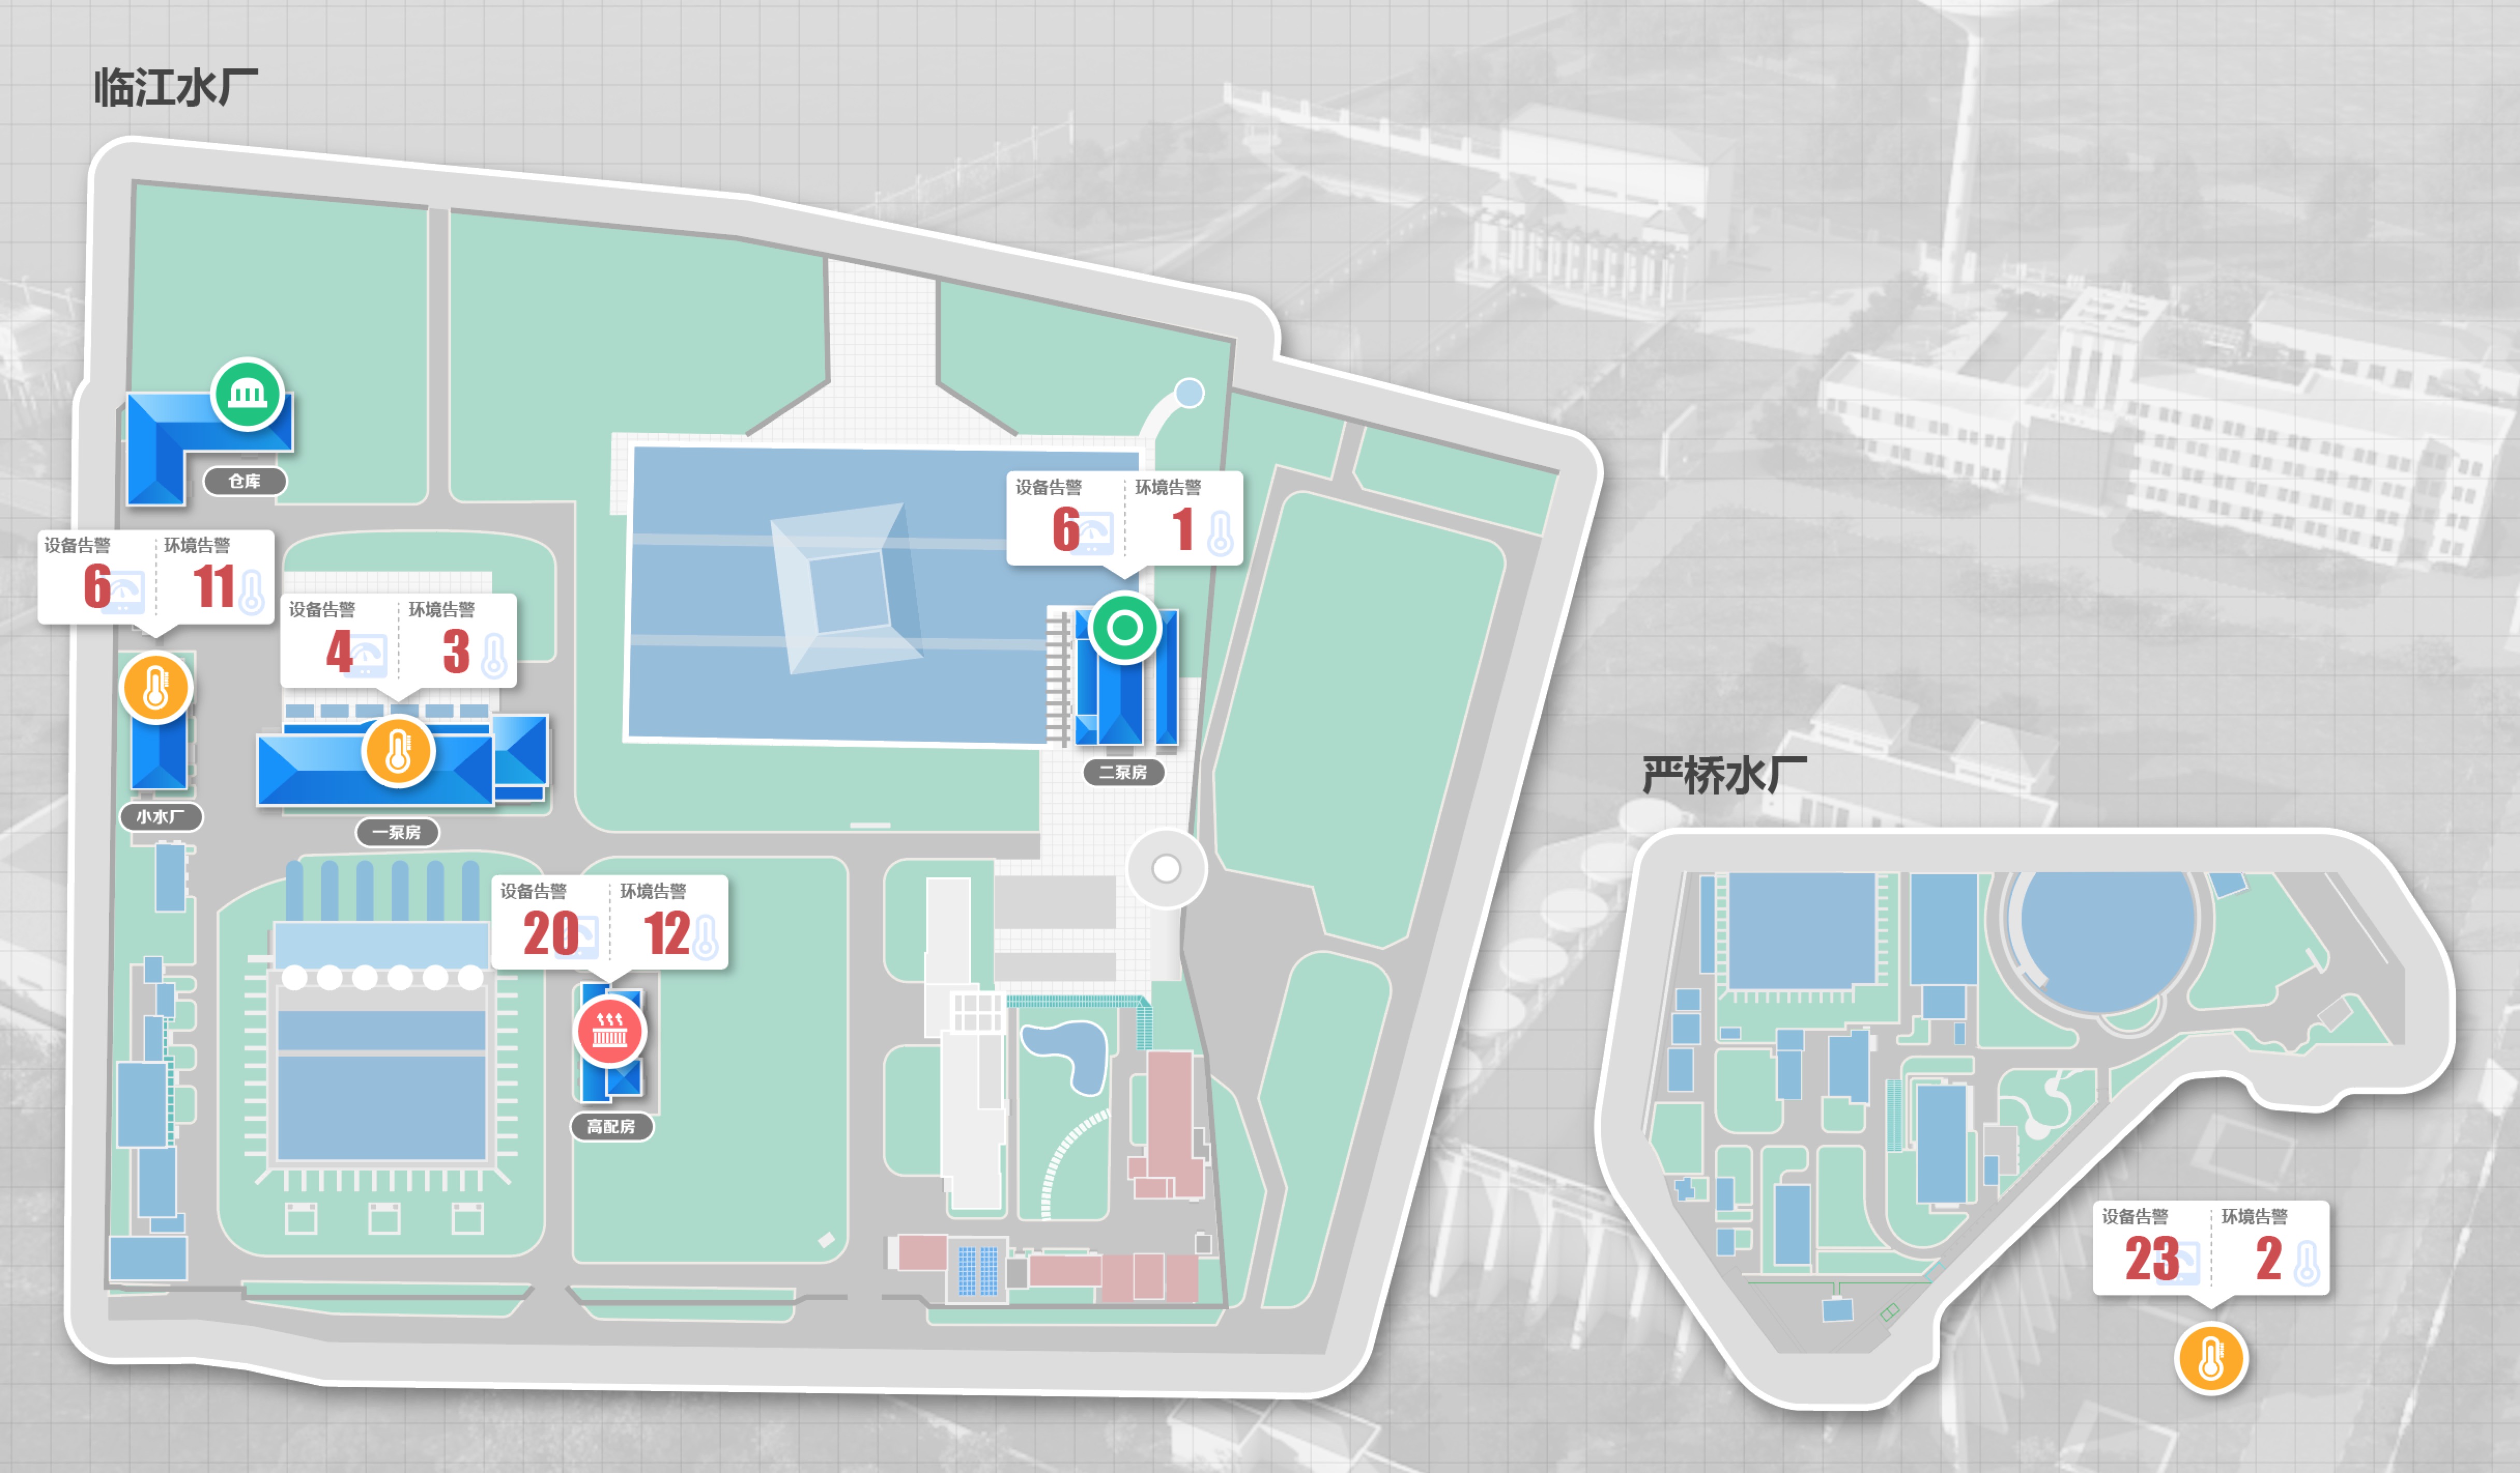 临江水厂
仓库
设备告警 环境告警
6 1
设备告警 环境告警
6 11
设备告警 环境告警
4 3
二泵房
小水厂
一泵房
设备告警 环境告警
20 12
高配房
严桥水厂
设备告警 环境告警
23 2